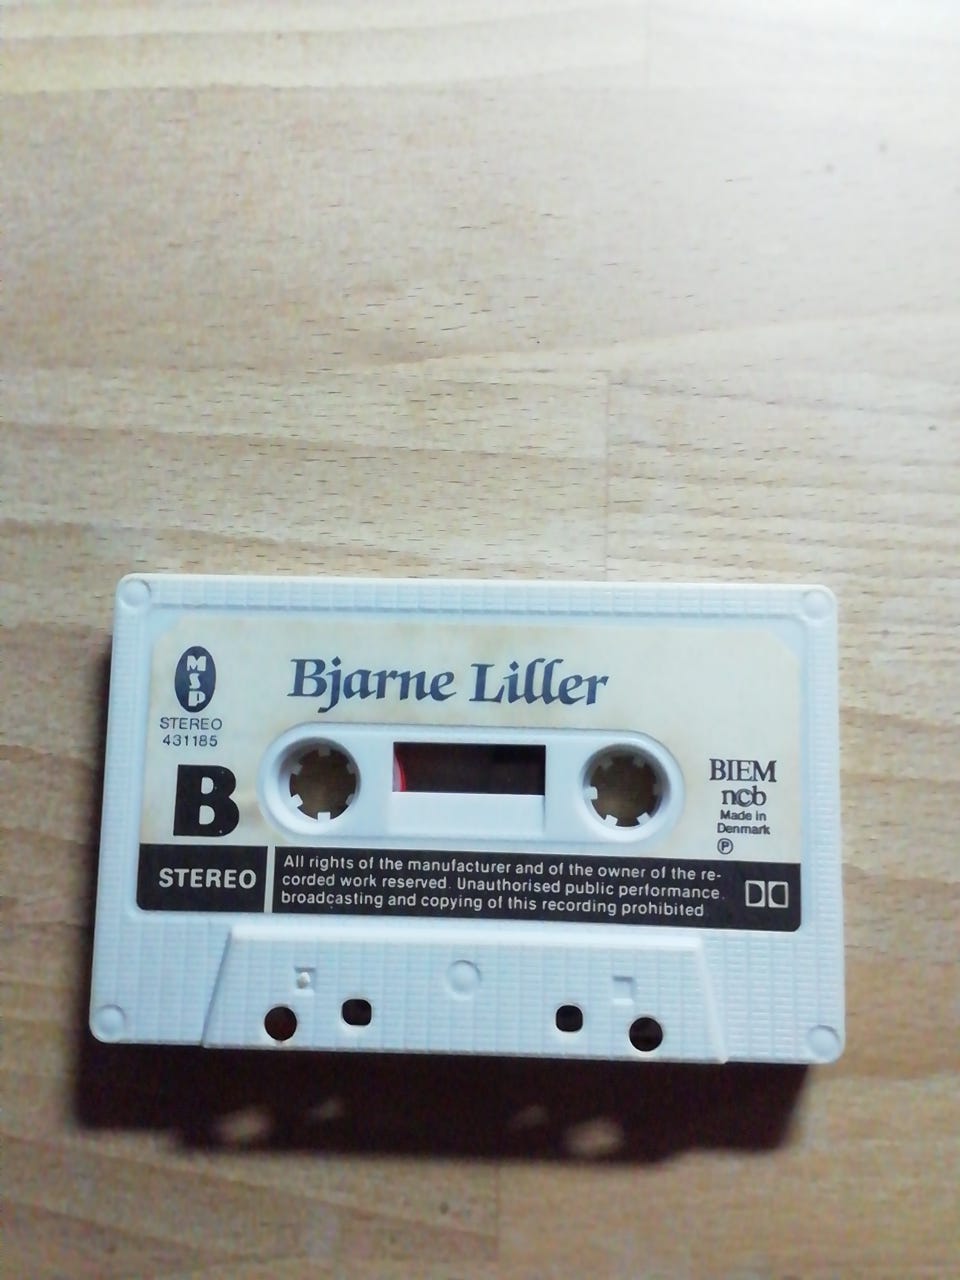 MSP
Bjarne Liller
STEREO
431185
B
BIEM
ncb
Made in
Denmark
Ⓟ
STEREO
All rights of the manufacturer and of the owner of the re-
corded work reserved. Unauthorised public performance,
broadcasting and copying of this recording prohibited